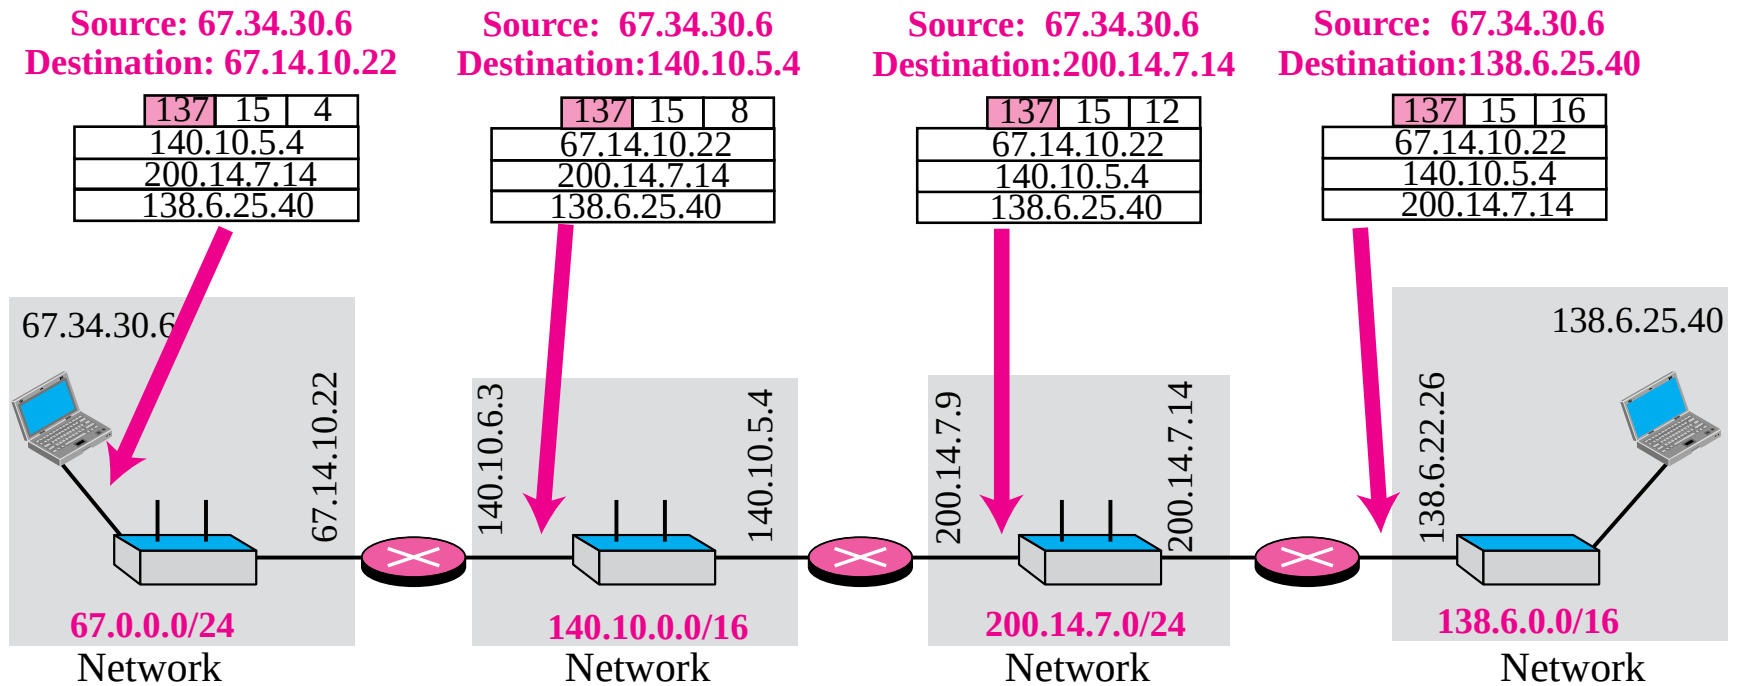 Source: 67.34.30.6
Destination: 67.14.10.22
137 15 4
140.10.5.4
200.14.7.14
138.6.25.40
Source: 67.34.30.6
Destination:140.10.5.4
137 15 8
67.14.10.22
200.14.7.14
138.6.25.40
Source: 67.34.30.6
Destination:200.14.7.14
137 15 12
67.14.10.22
140.10.5.4
138.6.25.40
Source: 67.34.30.6
Destination:138.6.25.40
137 15 16
67.14.10.22
140.10.5.4
200.14.7.14
67.34.30.6
67.14.10.22
67.0.0.0/24
Network
140.10.6.3
140.10.5.4
140.10.0.0/16
Network
200.14.7.9
200.14.7.14
200.14.7.0/24
Network
138.6.25.40
138.6.22.26
138.6.0.0/16
Network